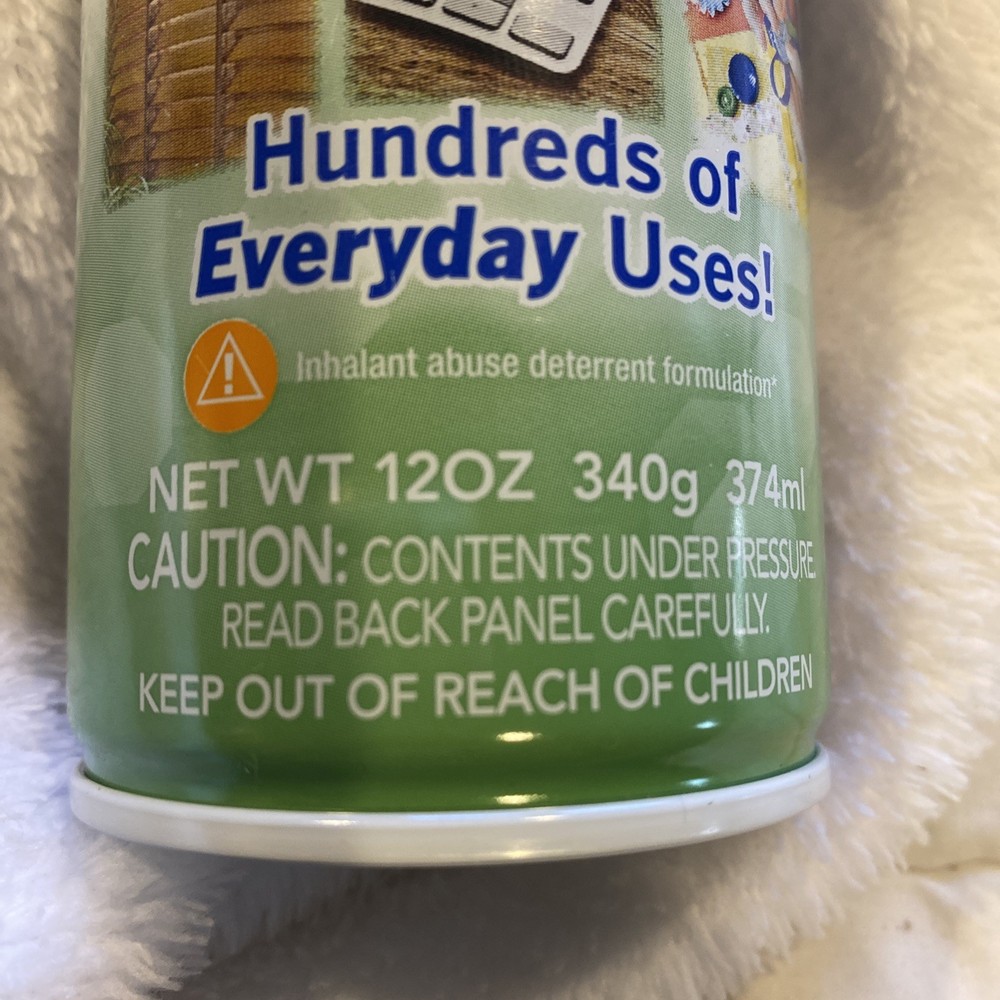 Hundreds of
Everyday Uses!
Inhalant abuse deterrent formulation*
NET WT 12OZ 340g 374ml
CAUTION: CONTENTS UNDER PRESSURE.
READ BACK PANEL CAREFULLY.
KEEP OUT OF REACH OF CHILDREN